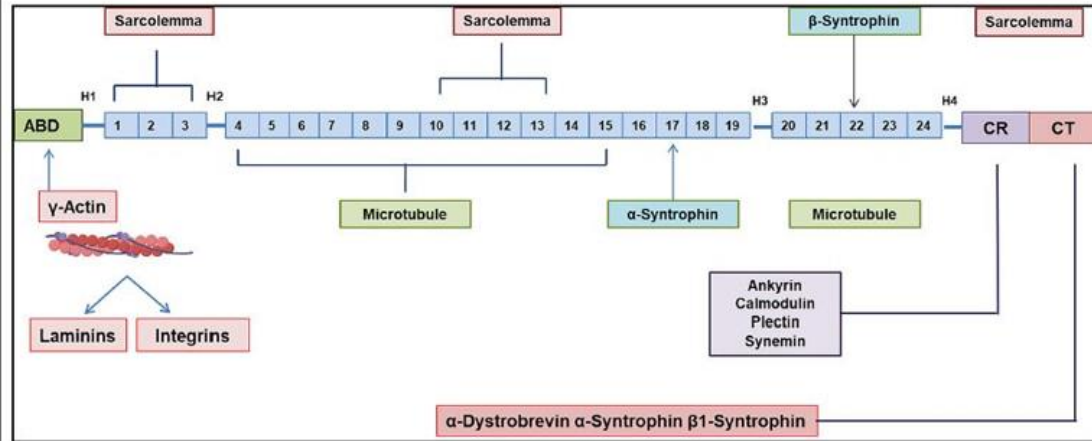 Sarcolemma
Sarcolemma
β-Syntrophin
Sarcolemma
H1
H2
H3
H4
ABD
1 2 3
4 5 6 7 8 9 10 11 12 13 14 15 16 17 18 19
20 21 22 23 24
CR
CT
γ-Actin
Microtubule
α-Syntrophin
Microtubule
Laminins
Integrins
Ankyrin
Calmodulin
Plectin
Synemin
α-Dystrobrevin α-Syntrophin β1-Syntrophin